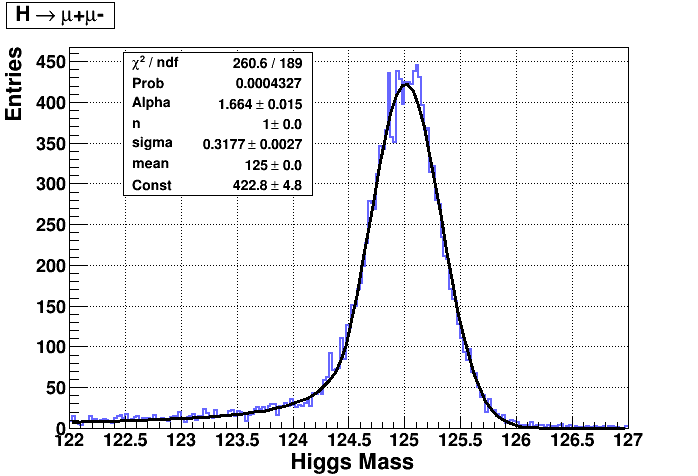 H → μ+μ-
χ² / ndf 260.6 / 189
Prob 0.0004327
Alpha 1.664 ± 0.015
n 1 ± 0.0
sigma 0.3177 ± 0.0027
mean 125 ± 0.0
Const 422.8 ± 4.8
Entries
450
400
350
300
250
200
150
100
50
0
122 122.5 123 123.5 124 124.5 125 125.5 126 126.5 127
Higgs Mass